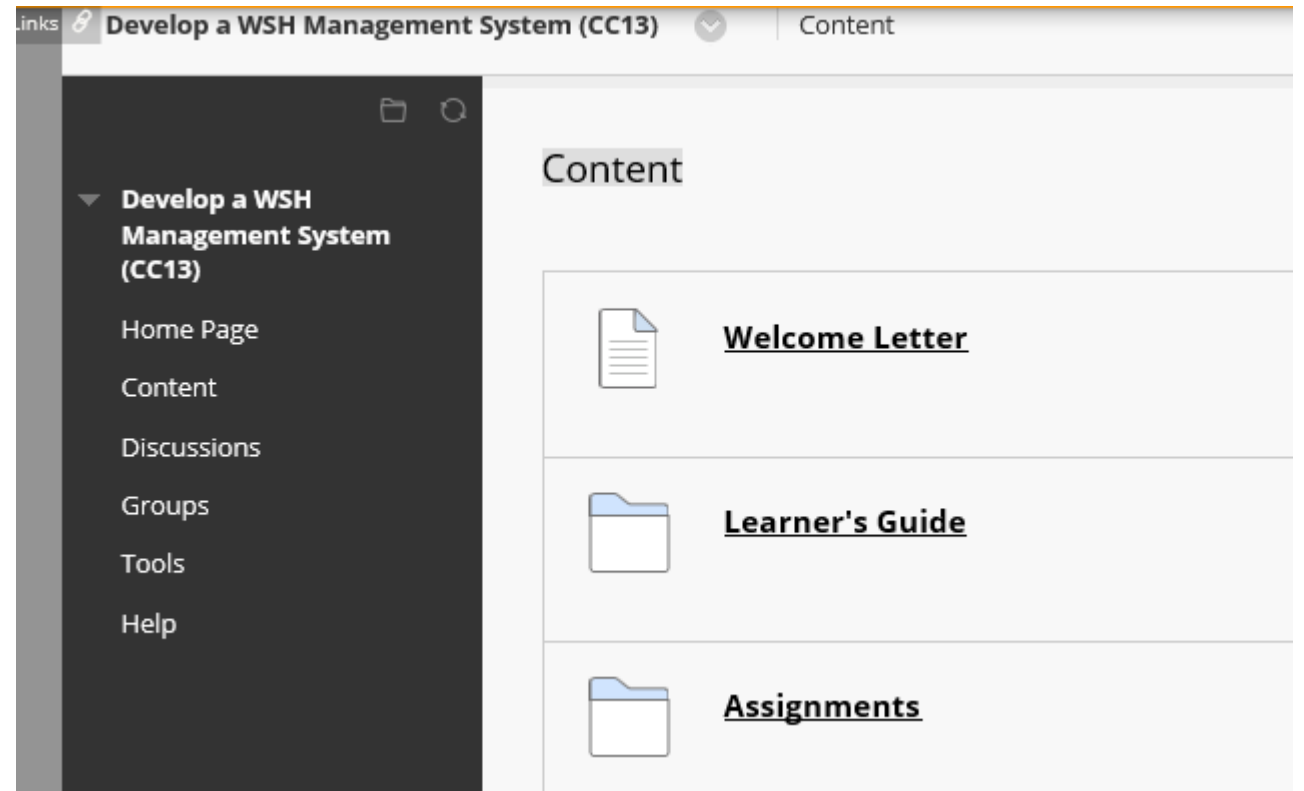 Links Develop a WSH Management System (CC13) Content
Develop a WSH
Management System
(CC13)
Home Page
Content
Discussions
Groups
Tools
Help
Content
Welcome Letter
Learner's Guide
Assignments